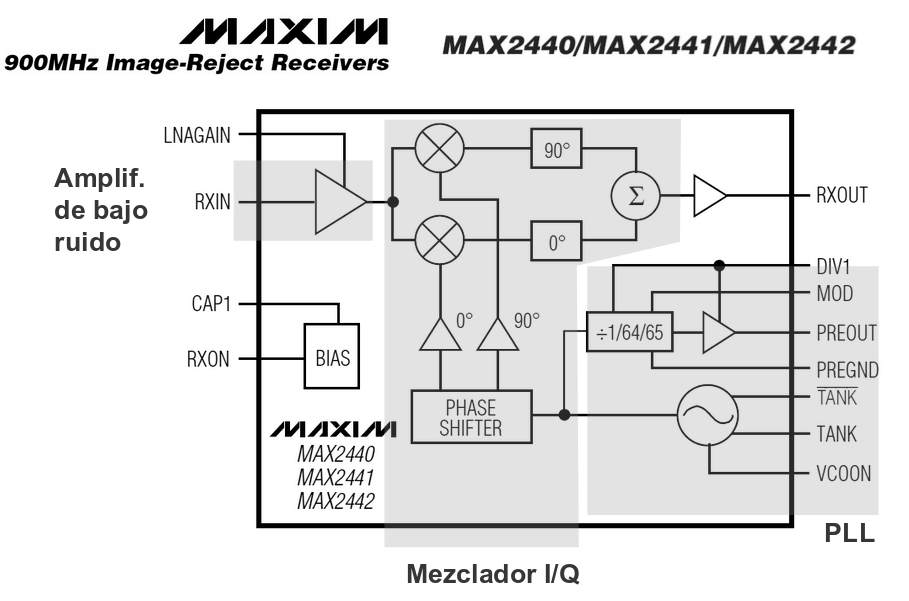 MAXIM
900MHz Image-Reject Receivers
MAX2440/MAX2441/MAX2442
LNAGAIN
Amplif.
de bajo
ruido
RXIN
90°
Σ
RXOUT
0°
DIV1
MOD
CAP1
0°
90°
÷1/64/65
PREOUT
RXON
BIAS
PREGND
TANK
PHASE
SHIFTER
MAXIM
MAX2440
MAX2441
MAX2442
TANK
VCOON
PLL
Mezclador I/Q